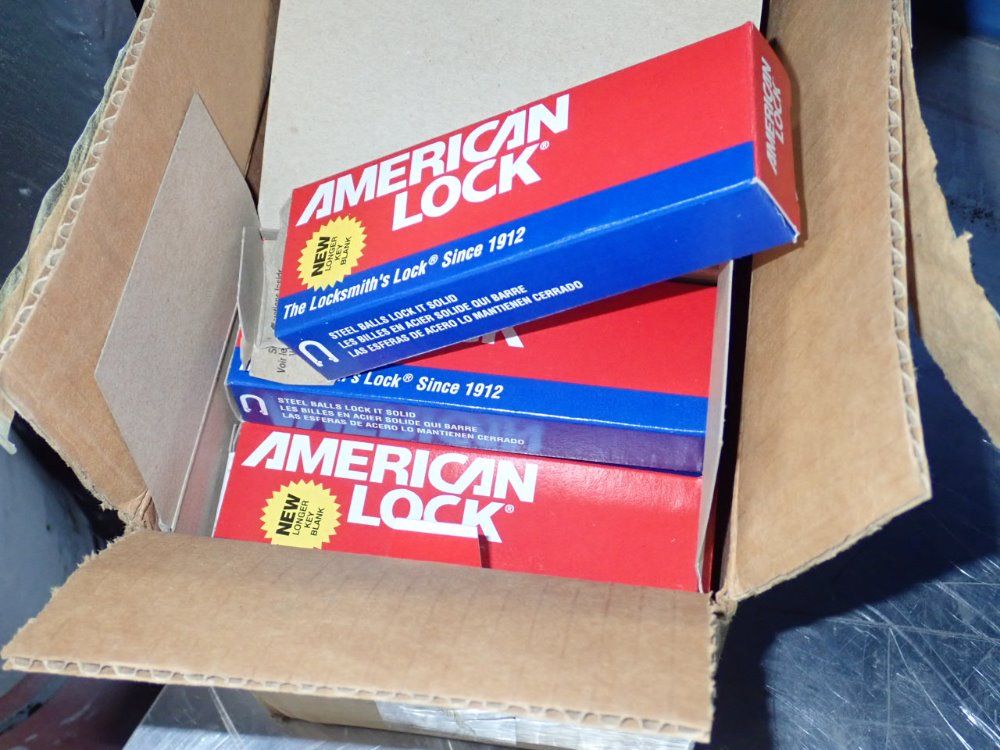 AMERICAN
LOCK®
AMERICAN
LOCK
NEW
LONGER
KEY
BLANK
The Locksmith's Lock® Since 1912
STEEL BALLS LOCK IT SOLID
LES BILLES EN ACIER SOLIDE QUI BARRE
LAS ESFERAS DE ACERO LO MANTIENEN CERRADO
Voir
Lock® Since 1912
STEEL BALLS LOCK IT SOLID
LES BILLES EN ACIER SOLIDE QUI BARRE
LAS ESFERAS DE ACERO LO MANTIENEN CERRADO
AMERICAN
LOCK®
NEW
LONGER
KEY
BLANK